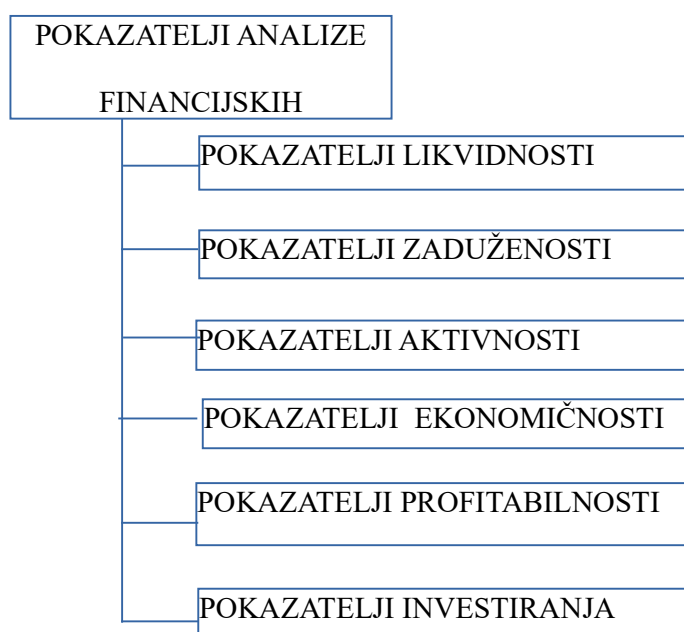 POKAZATELJI ANALIZE
FINANCIJSKIH
POKAZATELJI LIKVIDNOSTI
POKAZATELJI ZADUŽENOSTI
POKAZATELJI AKTIVNOSTI
POKAZATELJI EKONOMIČNOSTI
POKAZATELJI PROFITABILNOSTI
POKAZATELJI INVESTIRANJA